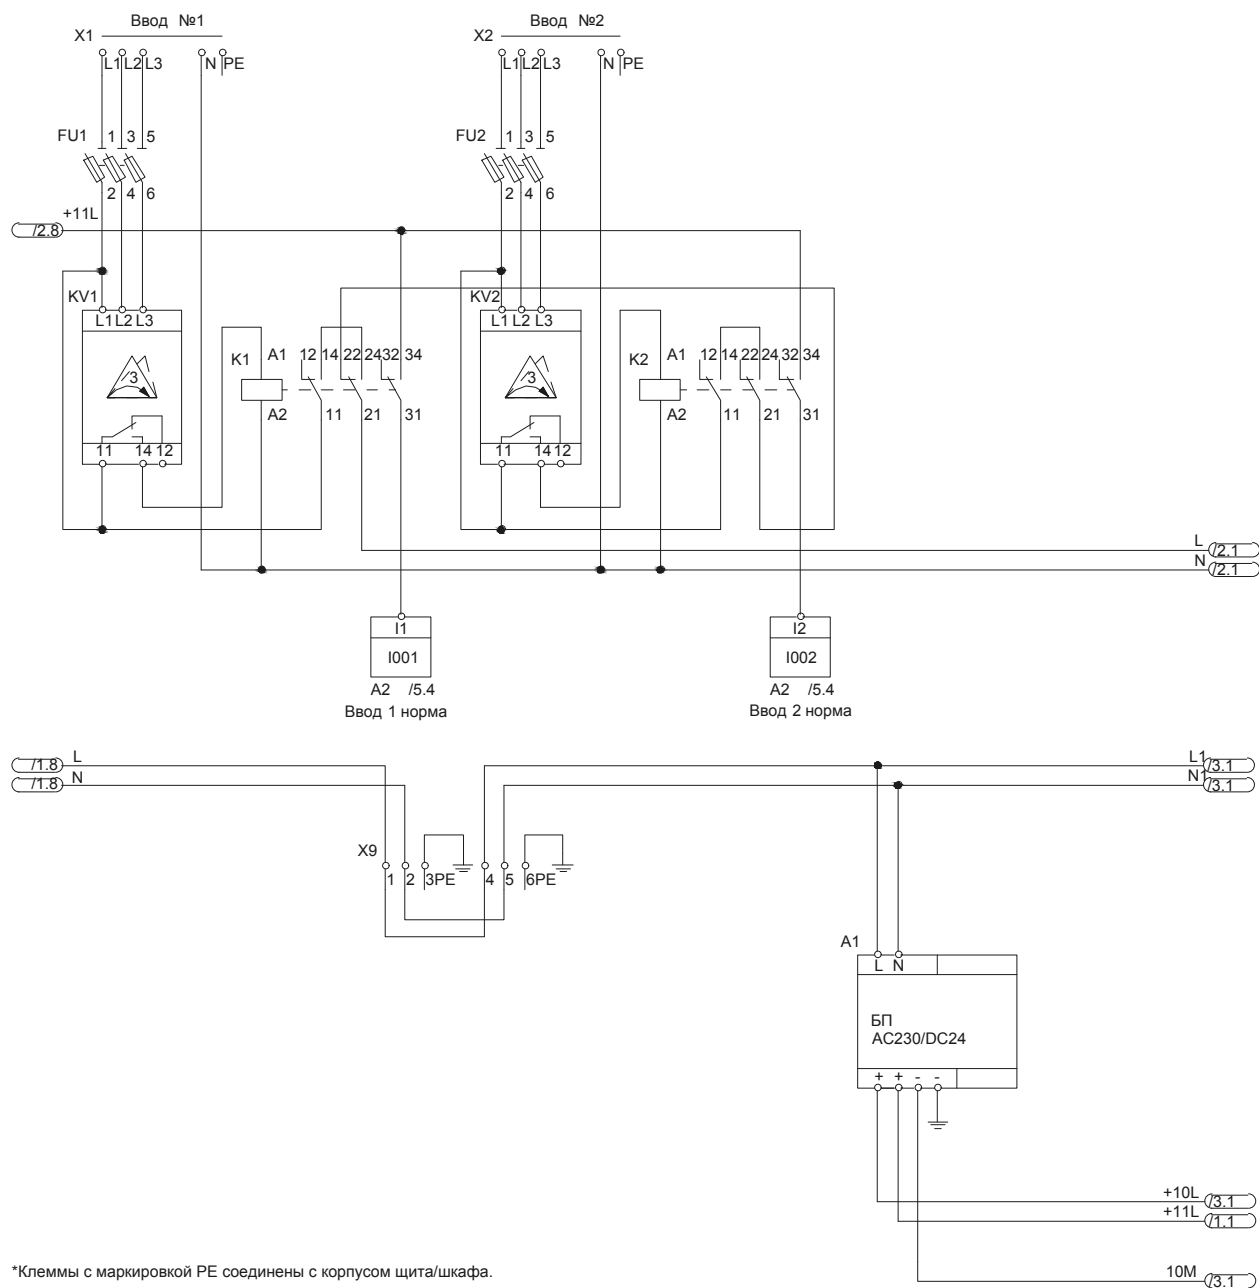 Ввод №1
Ввод №2
X1
X2
L1 L2 L3 N PE
L1 L2 L3 N PE
FU1 1 3 5
FU2 1 3 5
2 4 6
2 4 6
+11L
/2.8
KV1
KV2
L1 L2 L3
L1 L2 L3
K1 A1 12 14 22 24 32 34
K2 A1 12 14 22 24 32 34
3
3
A2 11 21 31
A2 11 21 31
11 14 12
11 14 12
L /2.1
N /2.1
I1
I2
I001
I002
A2 /5.4
A2 /5.4
Ввод 1 норма
Ввод 2 норма
/1.8 L
/1.8 N
L1 /3.1
N1 /3.1
X9
1 2 3PE 4 5 6PE
A1
L N
БП
AC230/DC24
+ + - -
+10L /3.1
+11L /1.1
10M /3.1
*Клеммы с маркировкой PE соединены с корпусом щита/шкафа.